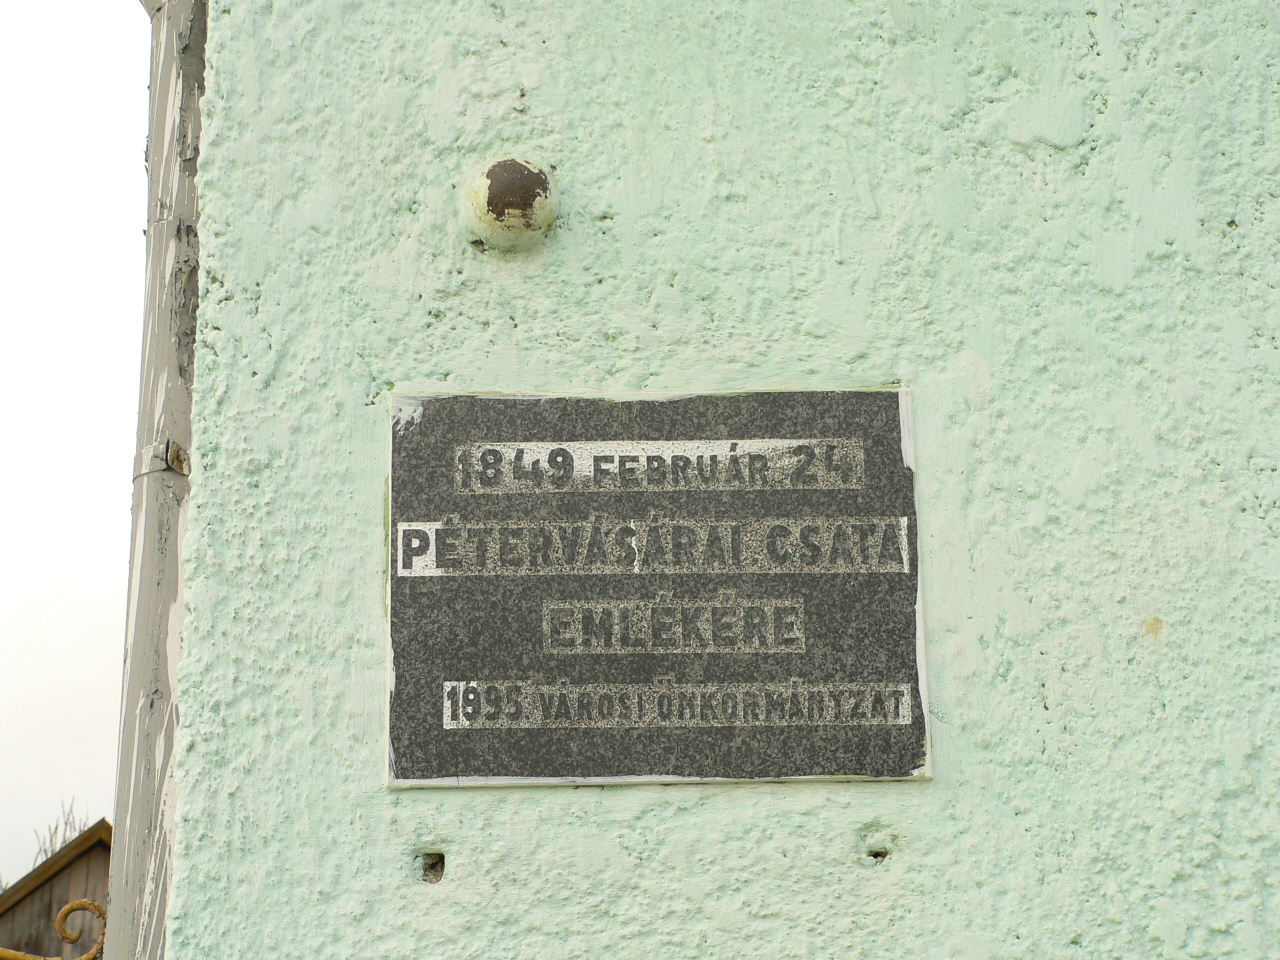 1849 FEBRUÁR 24
PÉTERVÁSÁRAI CSATA
EMLÉKÉRE
1995 VÁROSI ÖNKORMÁNYZAT